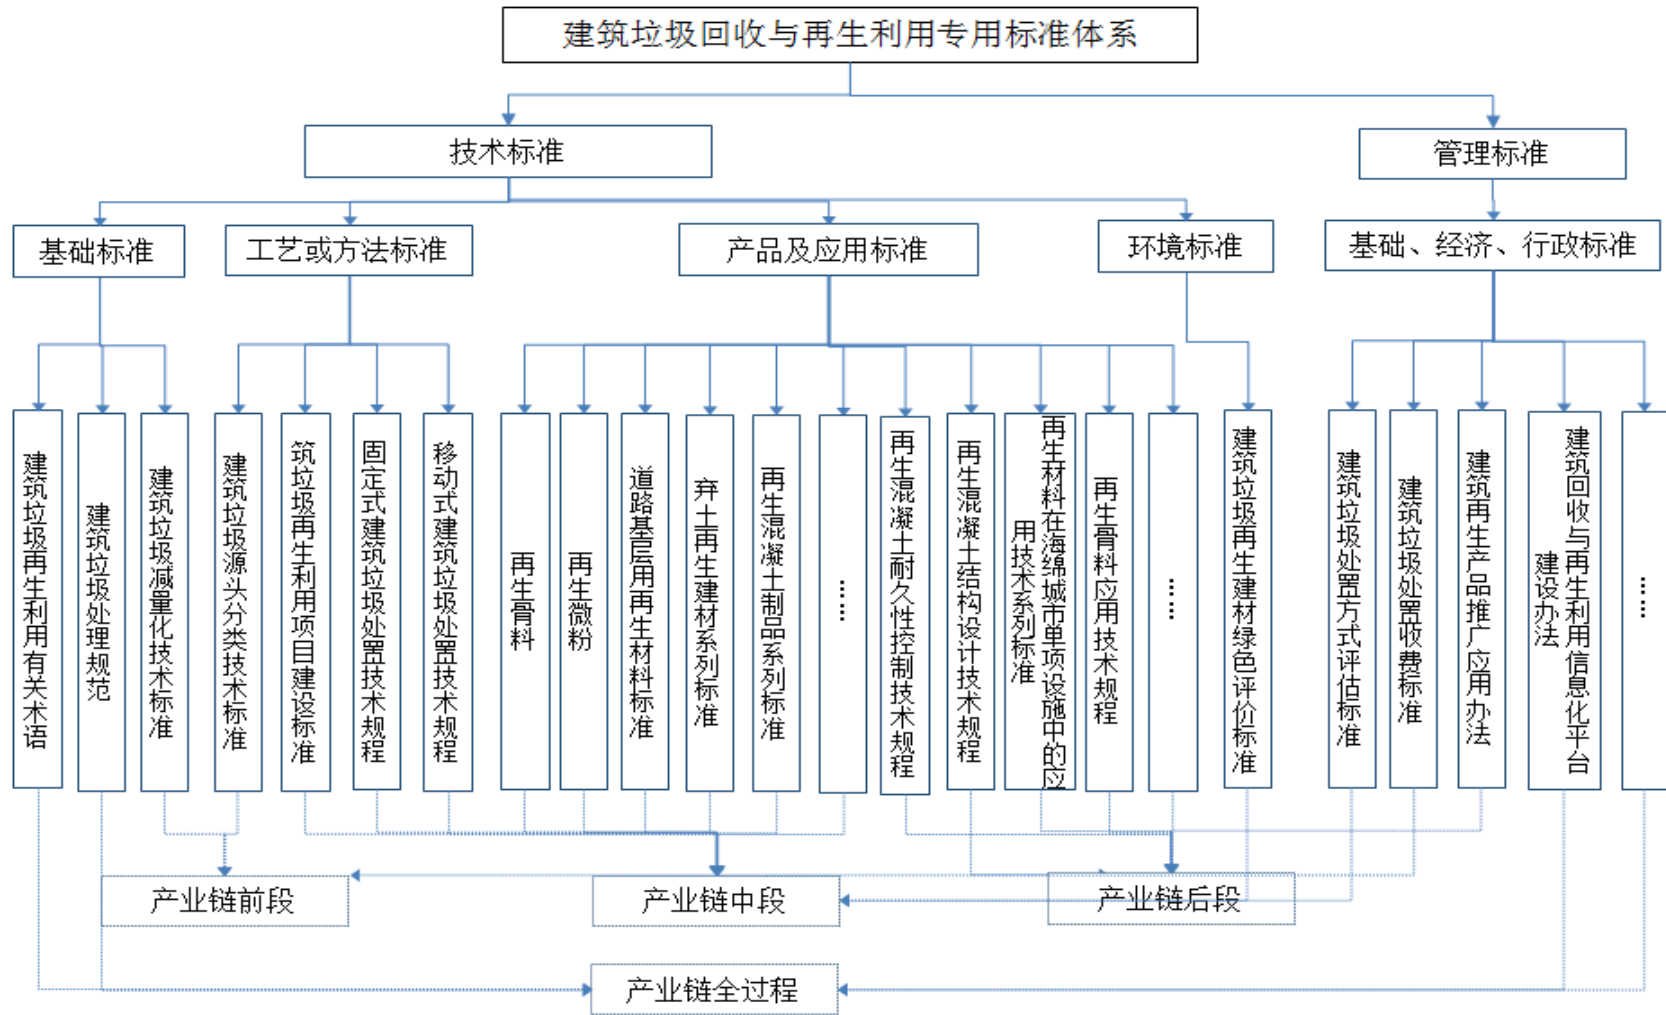 建筑垃圾回收与再生利用专用标准体系
技术标准
管理标准
基础标准
工艺或方法标准
产品及应用标准
环境标准
基础、经济、行政标准
建筑垃圾再生利用有关术语
建筑垃圾处理规范
建筑垃圾减量化技术标准
建筑垃圾源头分类技术标准
筑垃圾再生利用项目建设标准
固定式建筑垃圾处置技术规程
移动式建筑垃圾处置技术规程
再生骨料
再生微粉
道路基层用再生材料标准
弃土再生建材系列标准
再生混凝土制品系列标准
……
再生混凝土耐久性控制技术规程
再生混凝土结构设计技术规程
再生材料在海绵城市单项设施中的应
用技术系列标准
再生骨料应用技术规程
……
建筑垃圾再生建材绿色评价标准
建筑垃圾处置方式评估标准
建筑垃圾处置收费标准
建筑再生产品推广应用办法
建筑回收与再生利用信息化平台
建设办法
……
产业链前段
产业链中段
产业链后段
产业链全过程